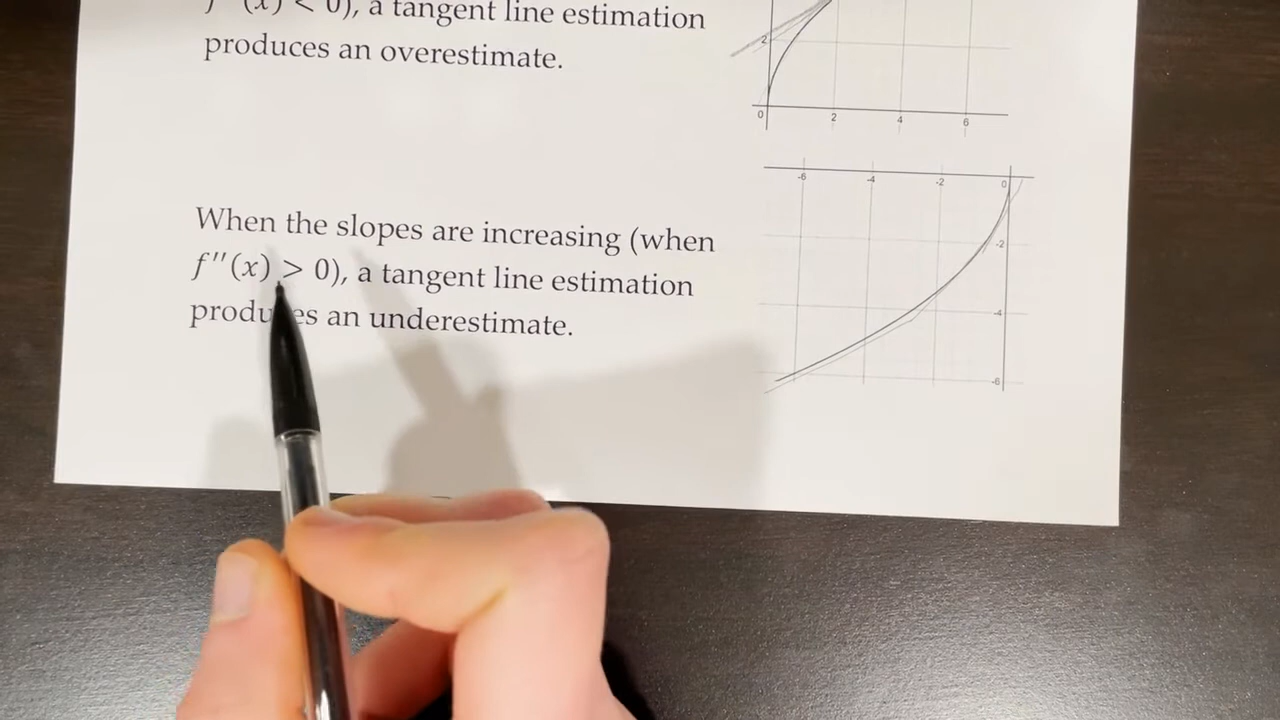 f''(x) < 0), a tangent line estimation
produces an overestimate.
2
0
2
4
6
When the slopes are increasing (when
f''(x) > 0), a tangent line estimation
produces an underestimate.
-6
-4
-2
0
-2
-4
-6